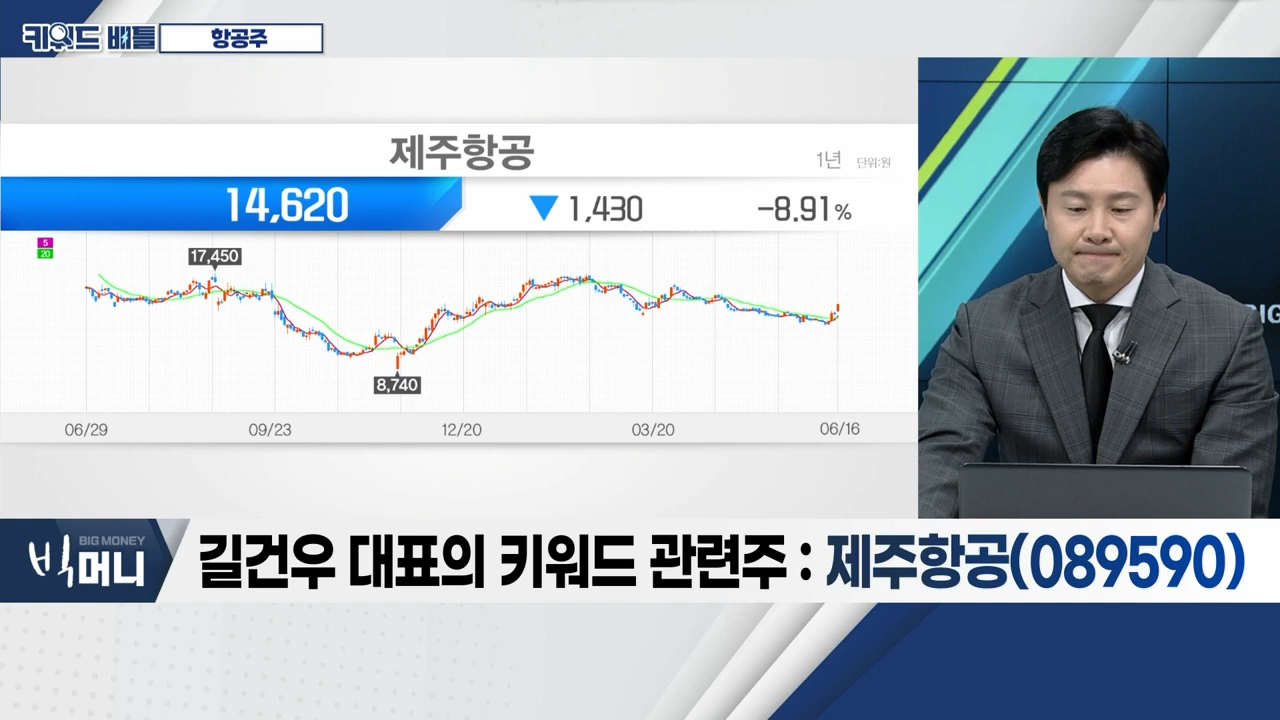 키워드 배틀
항공주
제주항공
1년 단위:원
14,620 ▼ 1,430 -8.91%
5
20
17,450
8,740
06/29 09/23 12/20 03/20 06/16
BIG
BIG MONEY
빅머니
길건우 대표의 키워드 관련주 : 제주항공(089590)